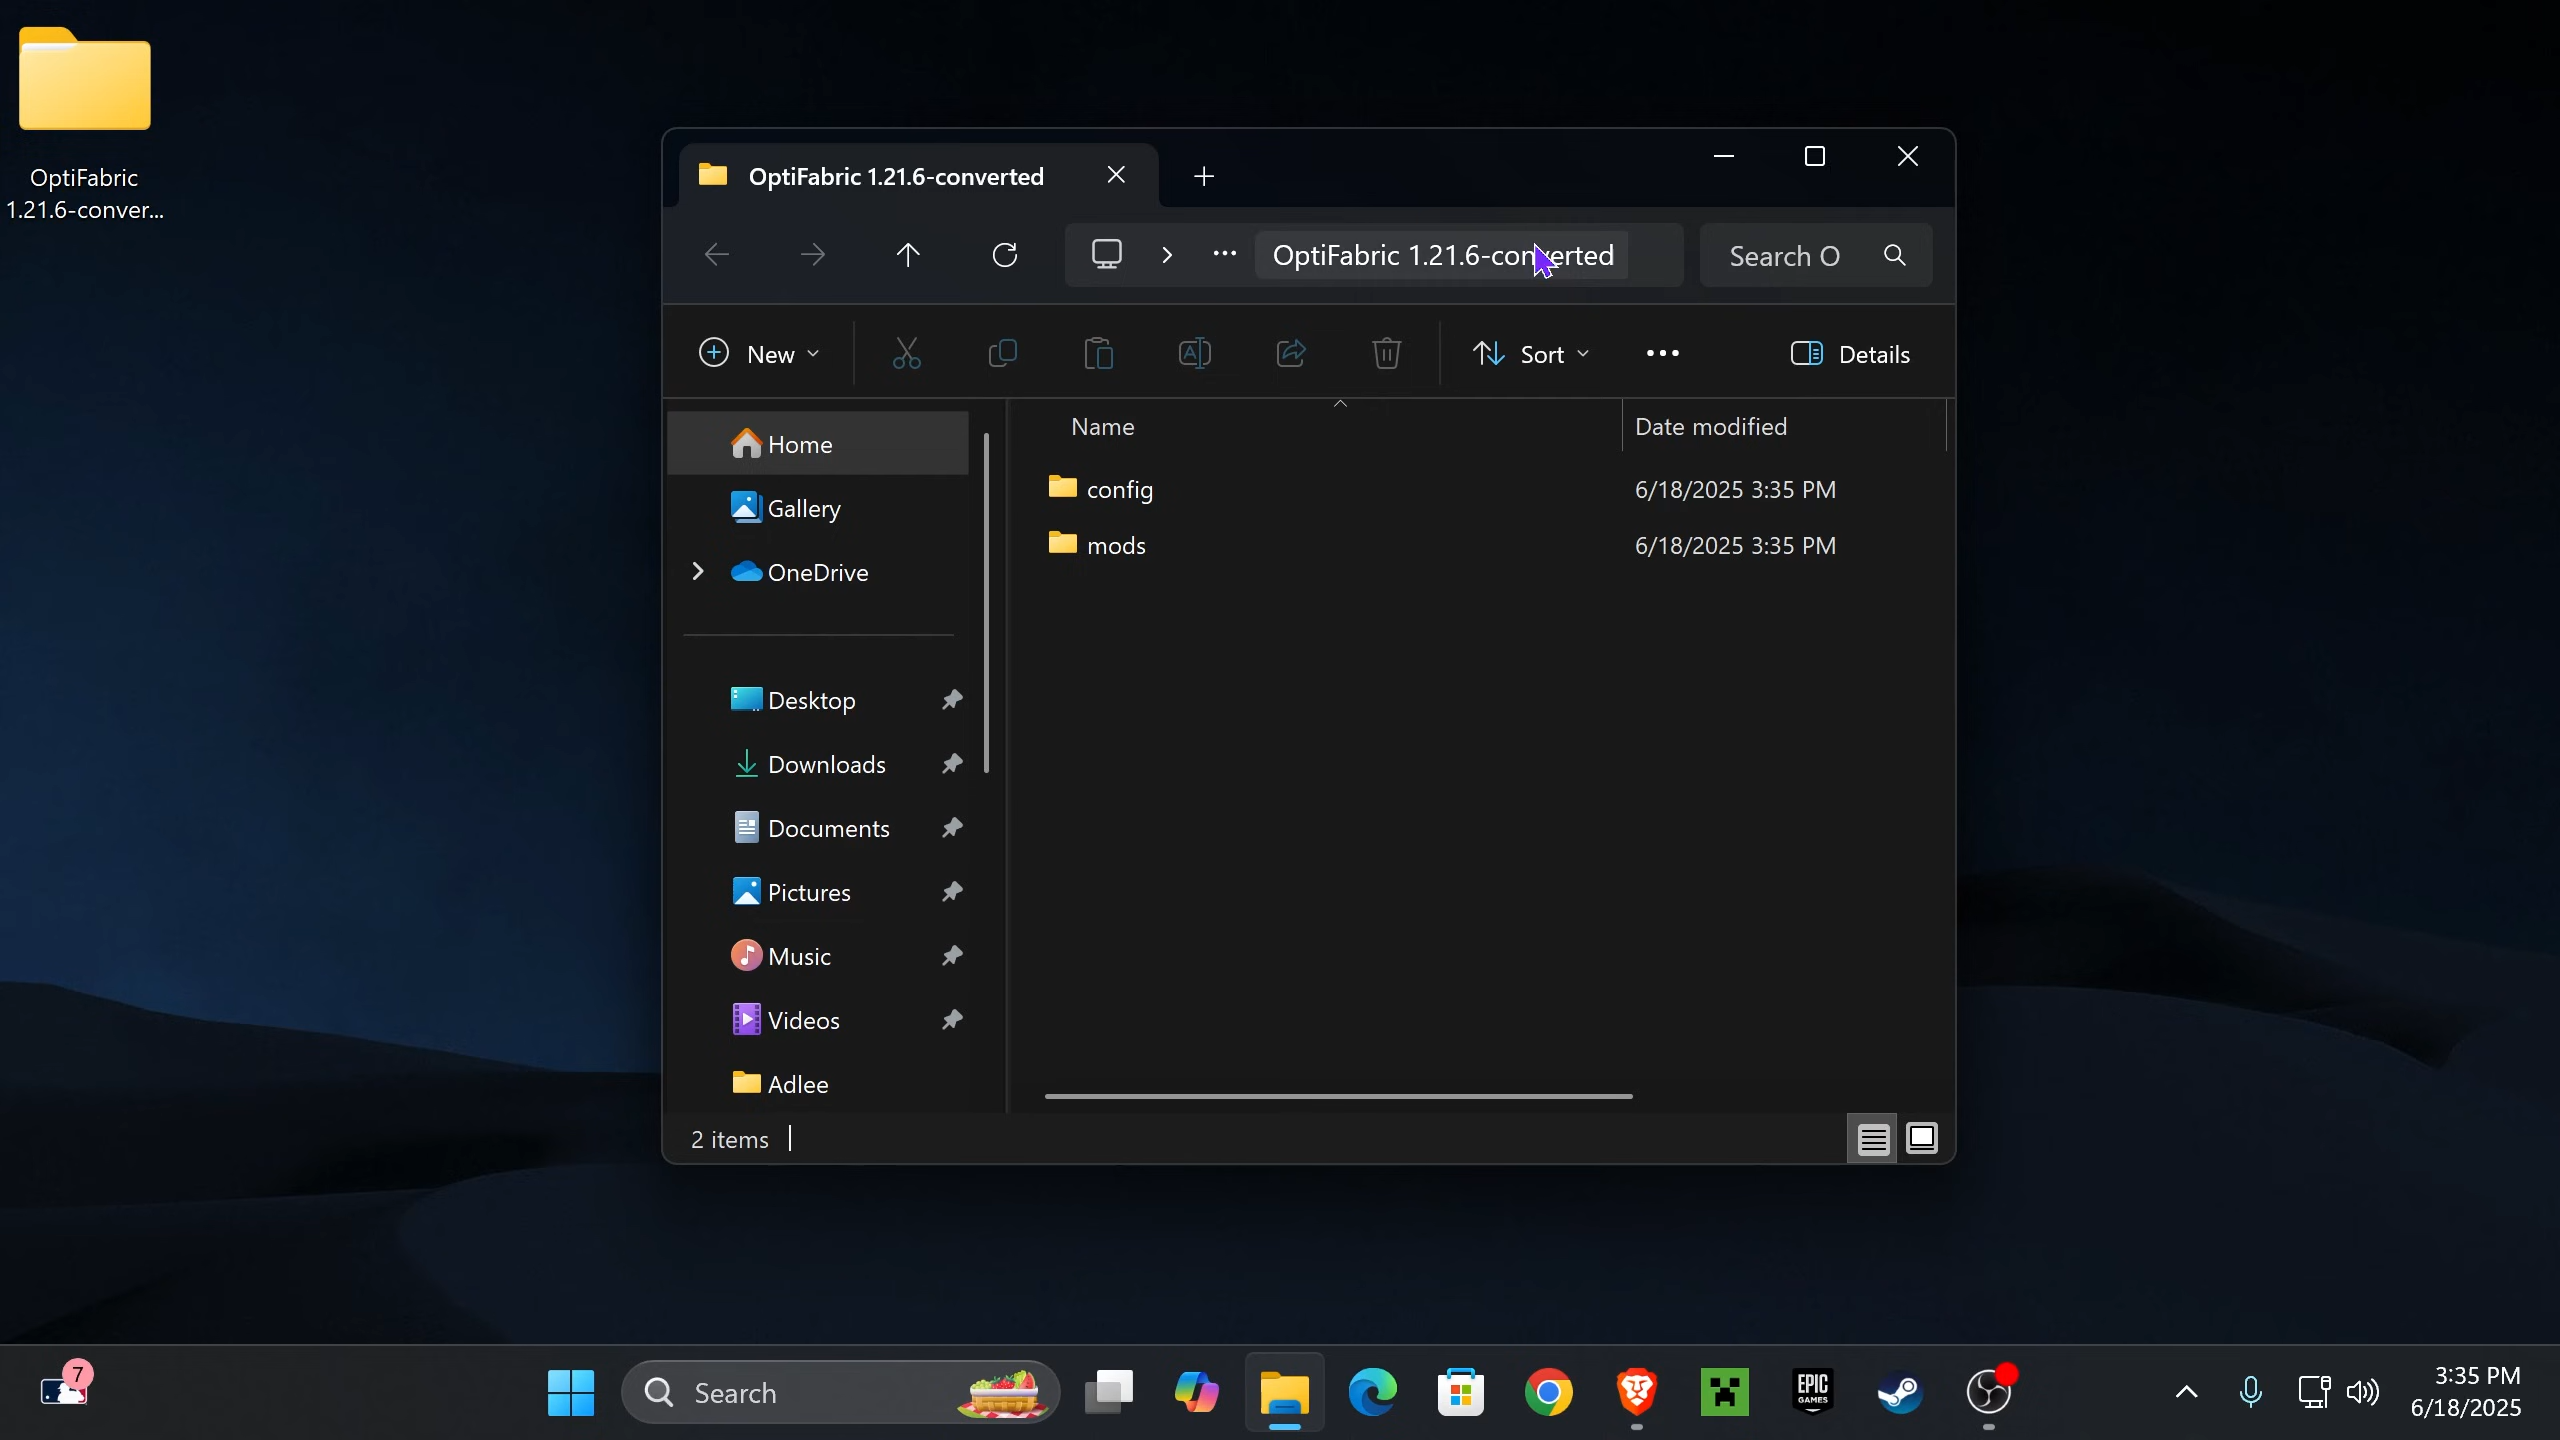 OptiFabric
1.21.6-conver...
OptiFabric 1.21.6-converted
OptiFabric 1.21.6-converted
Search O
New
Sort
Details
Name
Date modified
config
6/18/2025 3:35 PM
mods
6/18/2025 3:35 PM
Home
Gallery
OneDrive
Desktop
Downloads
Documents
Pictures
Music
Videos
Adlee
2 items
7
Search
EPIC
GAMES
3:35 PM
6/18/2025